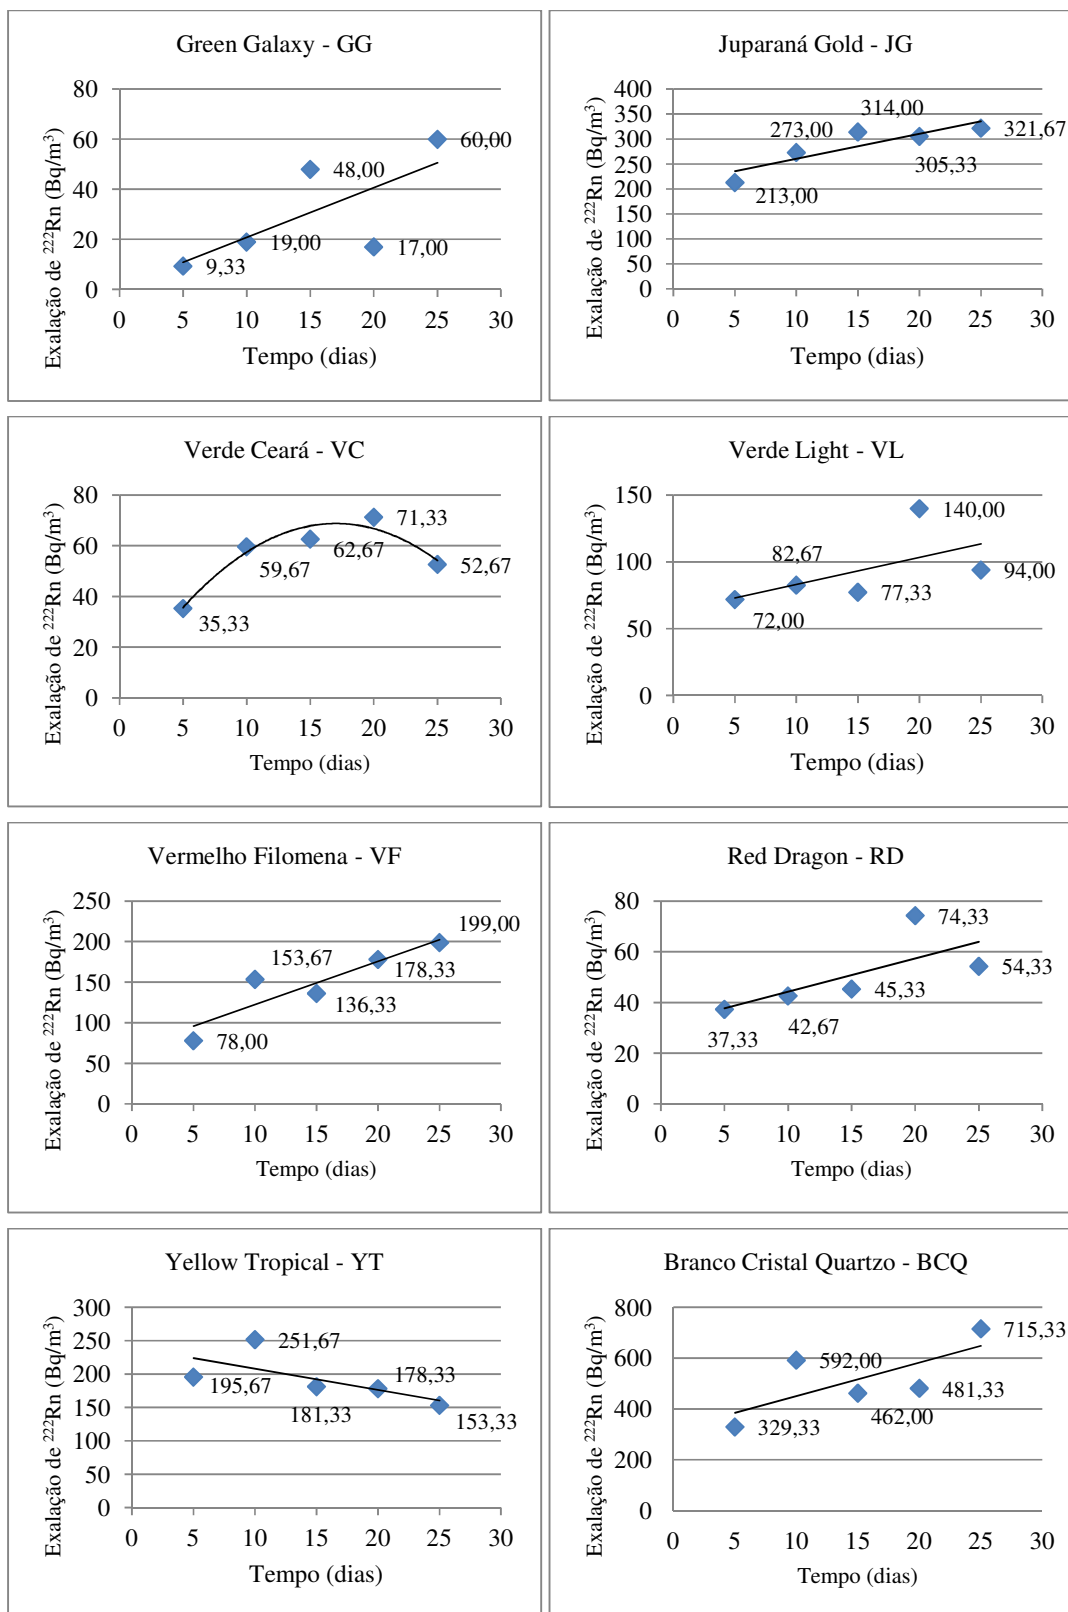 Green Galaxy - GG
Exalação de ²²²Rn (Bq/m³)
80
60
40
20
0
60,00
48,00
19,00
17,00
9,33
0 5 10 15 20 25 30
Tempo (dias)
Juparaná Gold - JG
Exalação de ²²²Rn (Bq/m³)
400
350
300
250
200
150
300
100
50
0
314,00
273,00
321,67
305,33
213,00
0 5 10 15 20 25 30
Tempo (dias)
Verde Ceará - VC
Exalação de ²²²Rn (Bq/m³)
80
60
40
20
0
71,33
62,67
59,67
52,67
35,33
0 5 10 15 20 25 30
Tempo (dias)
Verde Light - VL
Exalação de ²²²Rn (Bq/m³)
150
100
50
0
140,00
82,67
94,00
77,33
72,00
0 5 10 15 20 25 30
Tempo (dias)
Vermelho Filomena - VF
Exalação de ²²²Rn (Bq/m³)
250
200
150
100
50
0
199,00
153,67
178,33
136,33
78,00
0 5 10 15 20 25 30
Tempo (dias)
Red Dragon - RD
Exalação de ²²²Rn (Bq/m³)
80
60
40
20
0
74,33
54,33
45,33
42,67
37,33
0 5 10 15 20 25 30
Tempo (dias)
Yellow Tropical - YT
Exalação de ²²²Rn (Bq/m³)
300
250
200
150
100
50
0
251,67
178,33
195,67
181,33
153,33
0 5 10 15 20 25 30
Tempo (dias)
Branco Cristal Quartzo - BCQ
Exalação de ²²²Rn (Bq/m³)
800
600
400
200
0
715,33
592,00
481,33
329,33
462,00
0 5 10 15 20 25 30
Tempo (dias)